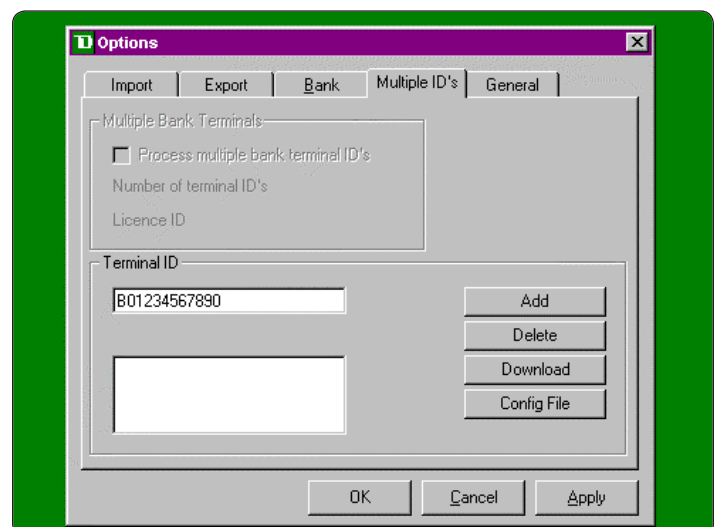 TD Options
Import Export Bank Multiple ID's General
Multiple Bank Terminals
Process multiple bank terminal ID's
Number of terminal ID's
Licence ID
Terminal ID
B01234567890 Add
Delete
Download
Config File
OK Cancel Apply